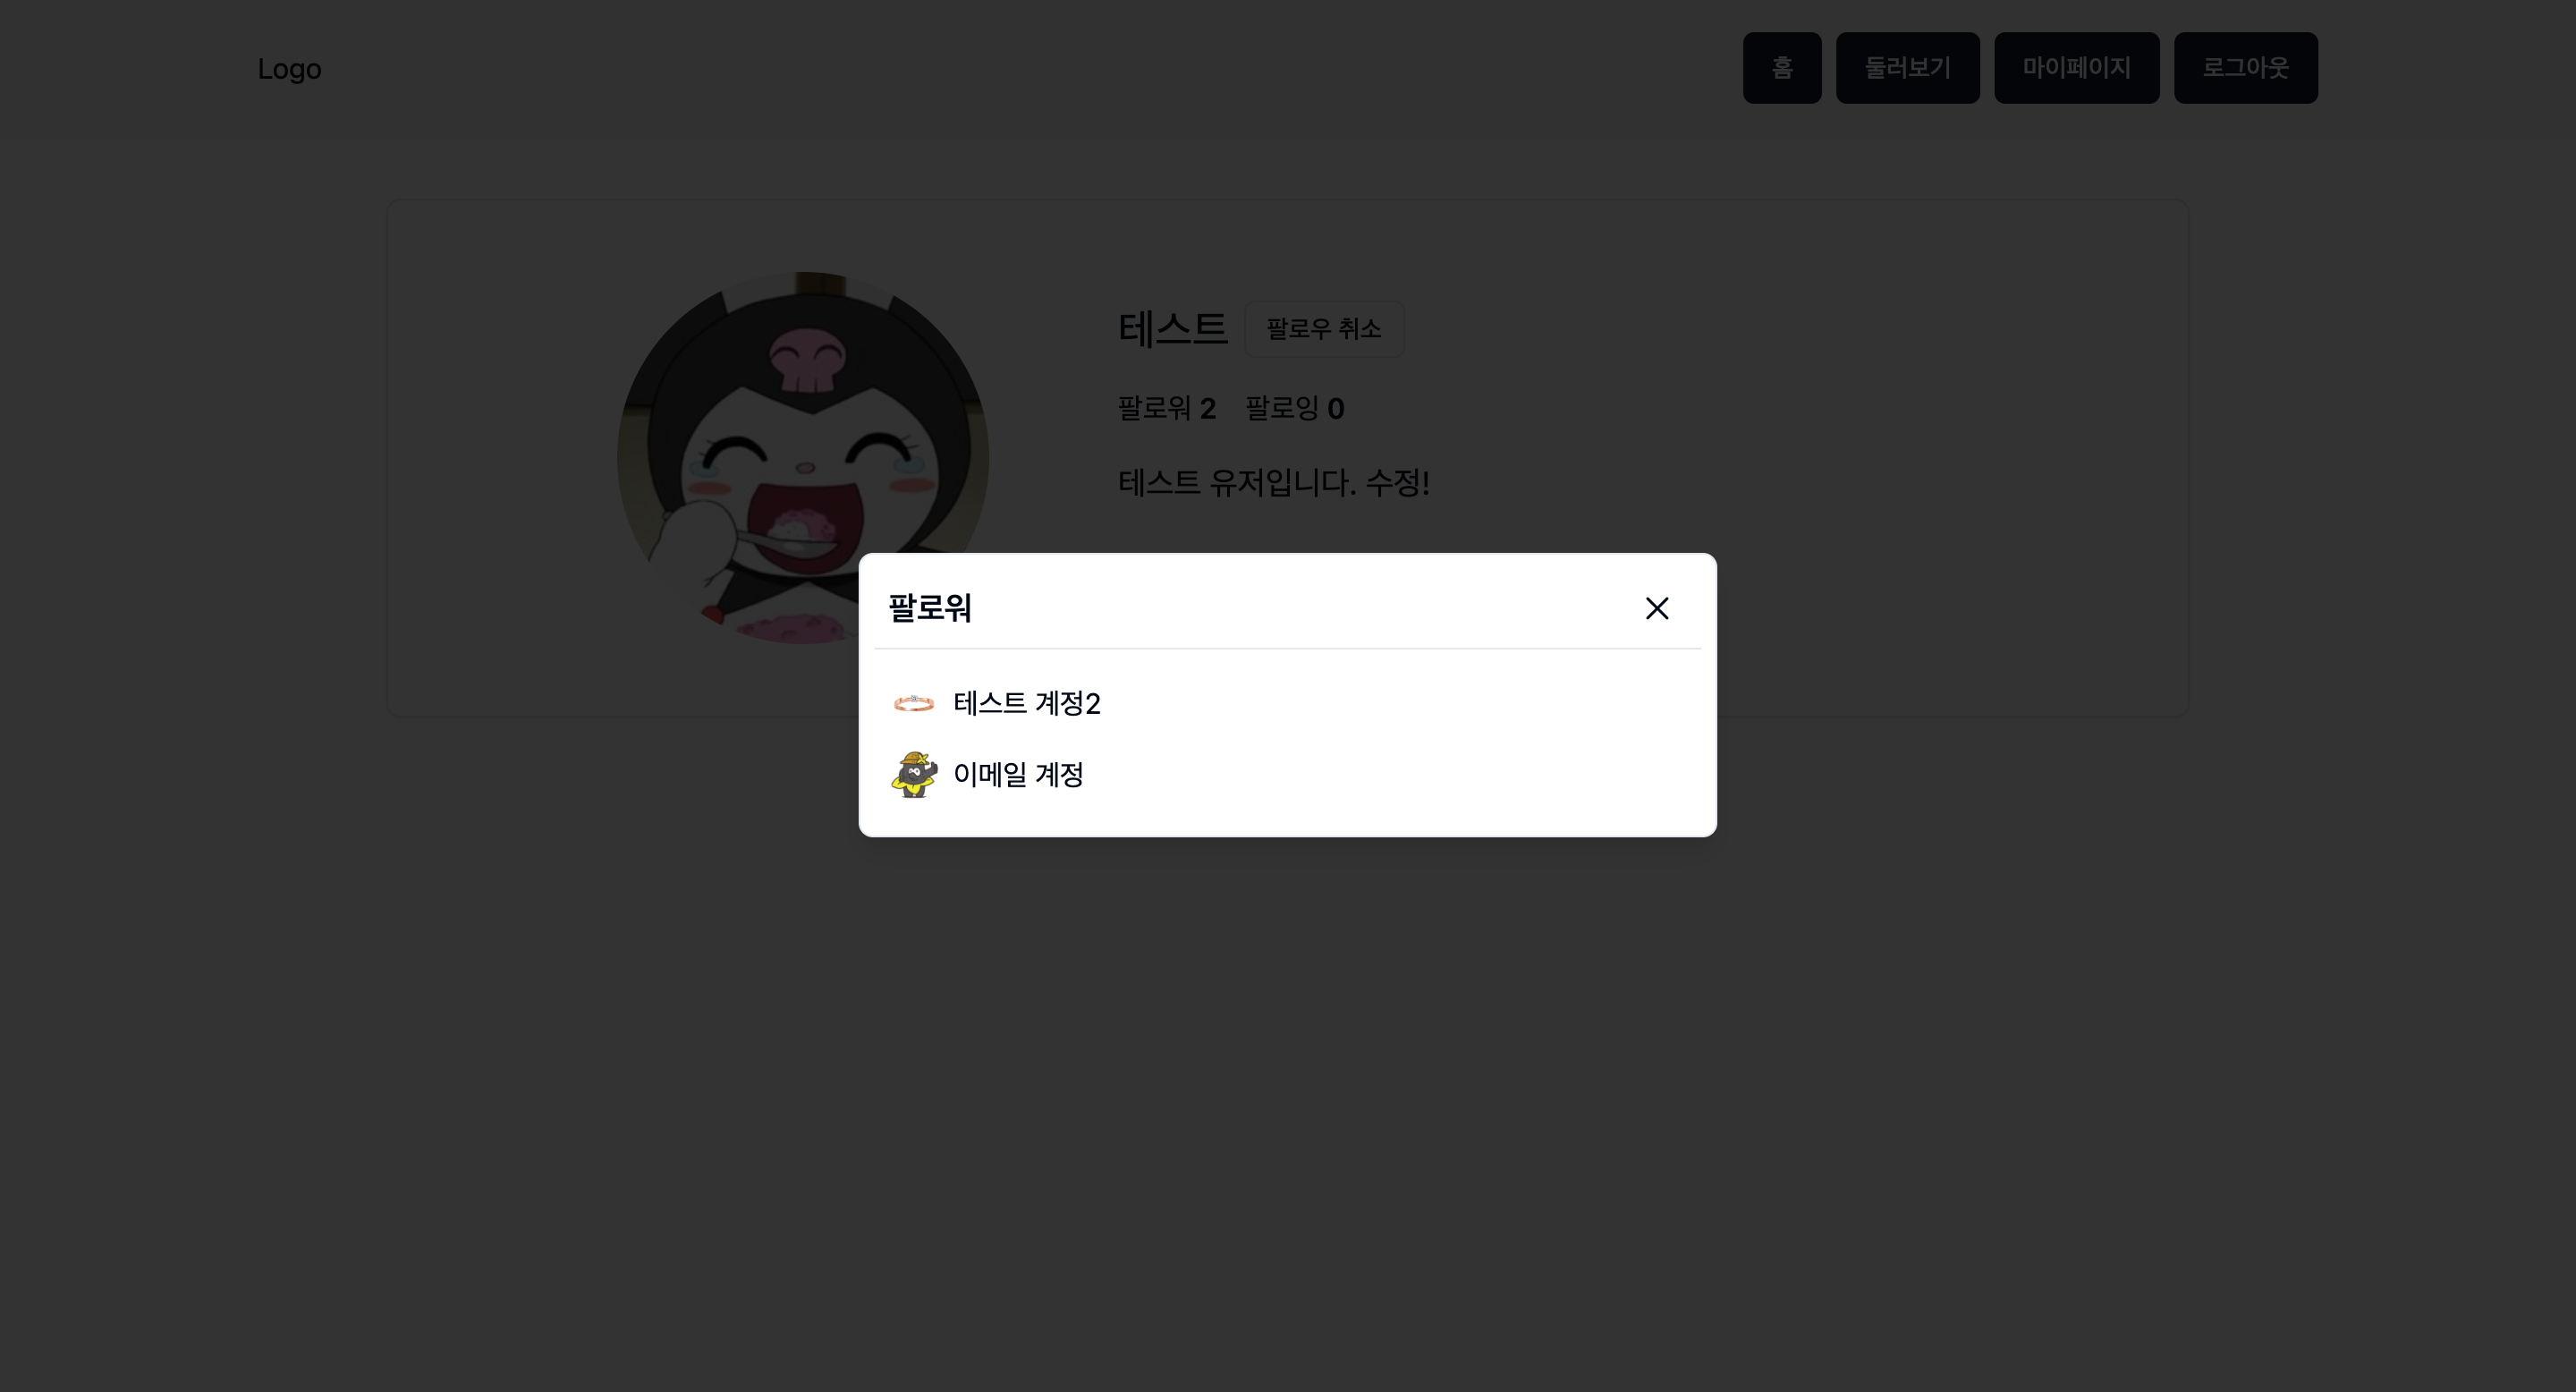 Logo
홈 둘러보기 마이페이지 로그아웃
테스트 팔로우 취소
팔로워 2 팔로잉 0
테스트 유저입니다. 수정!
팔로워
테스트 계정2
이메일 계정